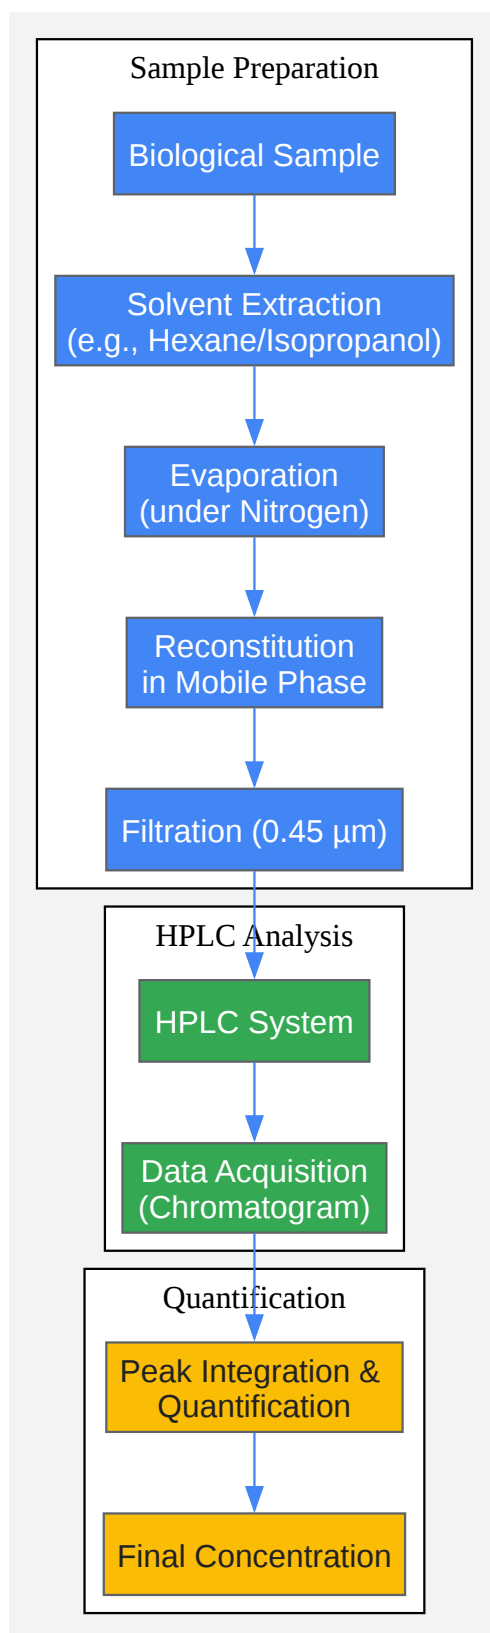 Sample Preparation
Biological Sample
Solvent Extraction
(e.g., Hexane/Isopropanol)
Evaporation
(under Nitrogen)
Reconstitution
in Mobile Phase
Filtration (0.45 µm)
HPLC Analysis
HPLC System
Data Acquisition
(Chromatogram)
Quantification
Peak Integration &
Quantification
Final Concentration